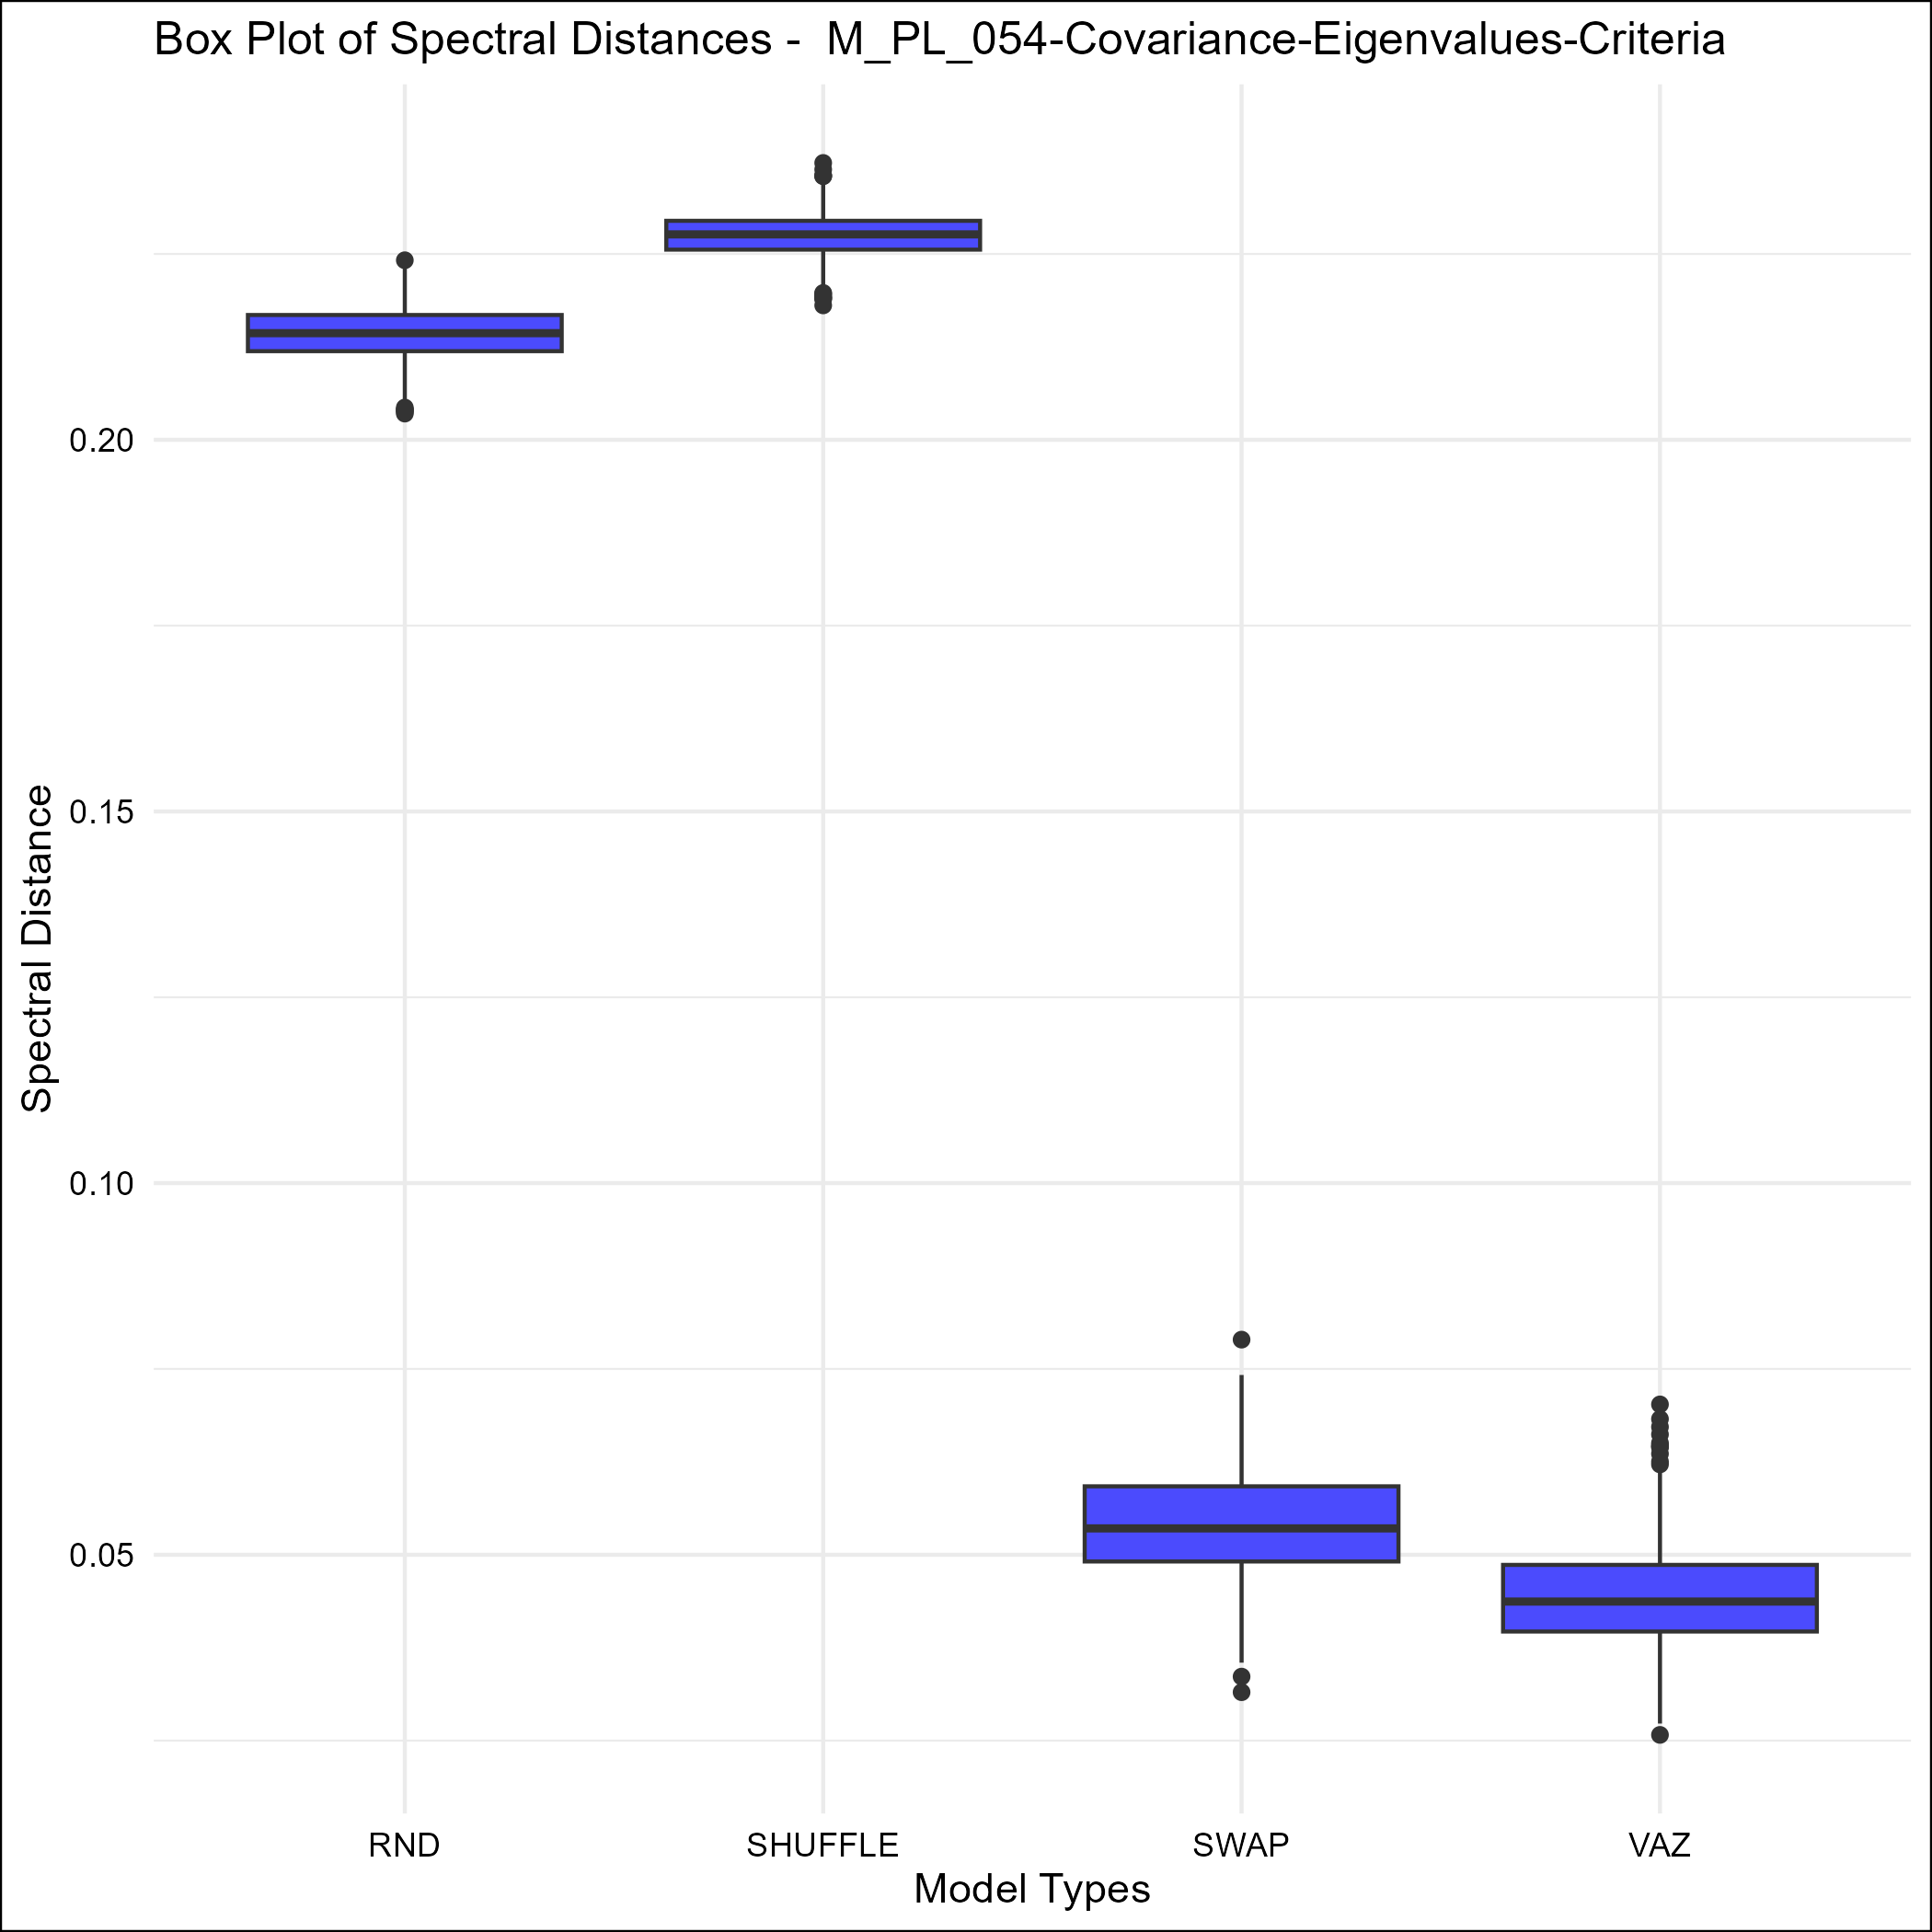 Box Plot of Spectral Distances -  M_PL_054-Covariance-Eigenvalues-Criteria
Spectral Distance
0.20
0.15
0.10
0.05
RND
SHUFFLE
SWAP
VAZ
Model Types